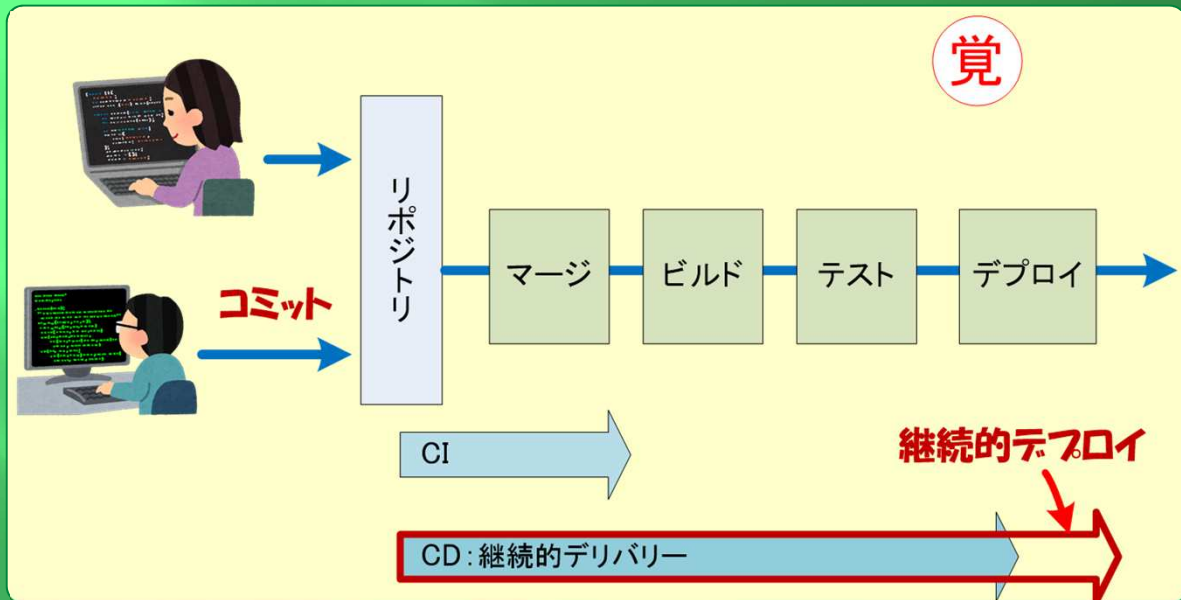 覚
リポジトリ
マージ
ビルド
テスト
デプロイ
コミット
CI
継続的デプロイ
CD：継続的デリバリー